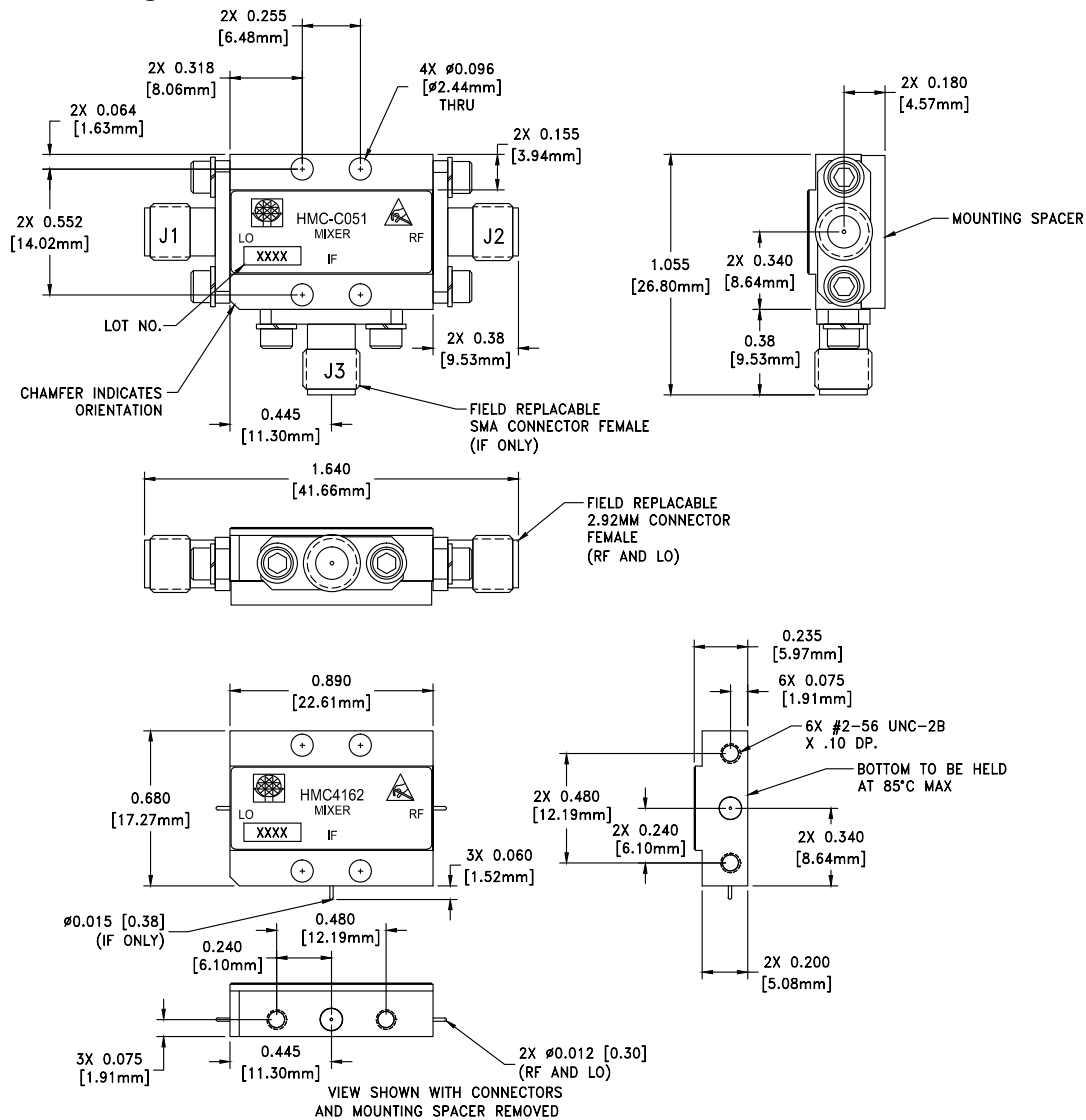 2X 0.255
[6.48mm]
2X 0.318
[8.06mm]
4X ø0.096
[ø2.44mm]
THRU
2X 0.180
[4.57mm]
2X 0.064
[1.63mm]
2X 0.155
[3.94mm]
2X 0.552
[14.02mm]
J1
HMC-C051
MIXER
LO
RF
XXXX
IF
J2
MOUNTING SPACER
1.055
[26.80mm]
2X 0.340
[8.64mm]
LOT NO.
2X 0.38
[9.53mm]
0.38
[9.53mm]
J3
CHAMFER INDICATES
ORIENTATION
0.445
[11.30mm]
FIELD REPLACABLE
SMA CONNECTOR FEMALE
(IF ONLY)
1.640
[41.66mm]
FIELD REPLACABLE
2.92MM CONNECTOR
FEMALE
(RF AND LO)
0.890
[22.61mm]
0.235
[5.97mm]
6X 0.075
[1.91mm]
6X #2-56 UNC-2B
X .10 DP.
BOTTOM TO BE HELD
AT 85°C MAX
0.680
[17.27mm]
HMC4162
MIXER
LO
RF
XXXX
IF
2X 0.480
[12.19mm]
2X 0.240
[6.10mm]
2X 0.340
[8.64mm]
3X 0.060
[1.52mm]
ø0.015 [0.38]
(IF ONLY)
0.480
[12.19mm]
0.240
[6.10mm]
2X 0.200
[5.08mm]
3X 0.075
[1.91mm]
0.445
[11.30mm]
2X ø0.012 [0.30]
(RF AND LO)
VIEW SHOWN WITH CONNECTORS
AND MOUNTING SPACER REMOVED